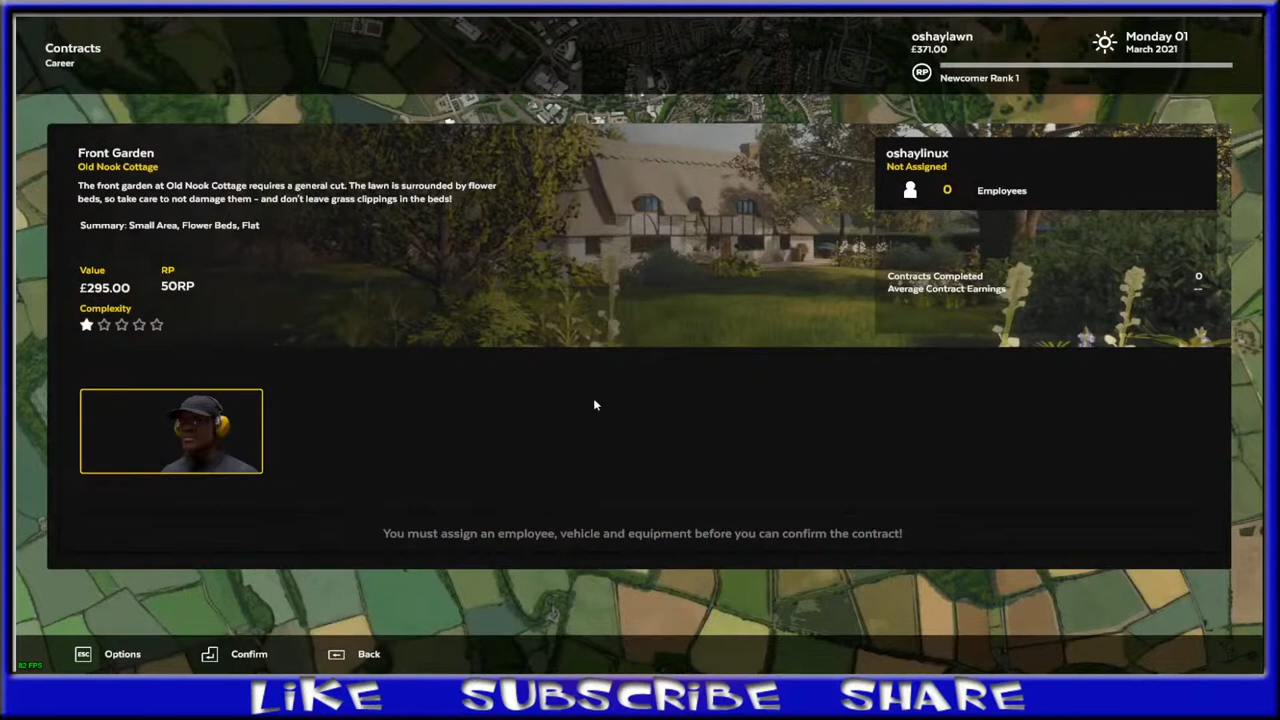 Contracts
Career
oshaylawn
£371.00
Monday 01
March 2021
RP
Newcomer Rank 1
Front Garden
Old Nook Cottage
The front garden at Old Nook Cottage requires a general cut. The lawn is surrounded by flower
beds, so take care to not damage them - and don't leave grass clippings in the beds!
Summary: Small Area, Flower Beds, Flat
Value
£295.00
RP
50RP
Complexity
oshaylinux
Not Assigned
0 Employees
Contracts Completed 0
Average Contract Earnings --
You must assign an employee, vehicle and equipment before you can confirm the contract!
ESC Options
Confirm
Back
82 FPS
LIKE SUBSCRIBE SHARE